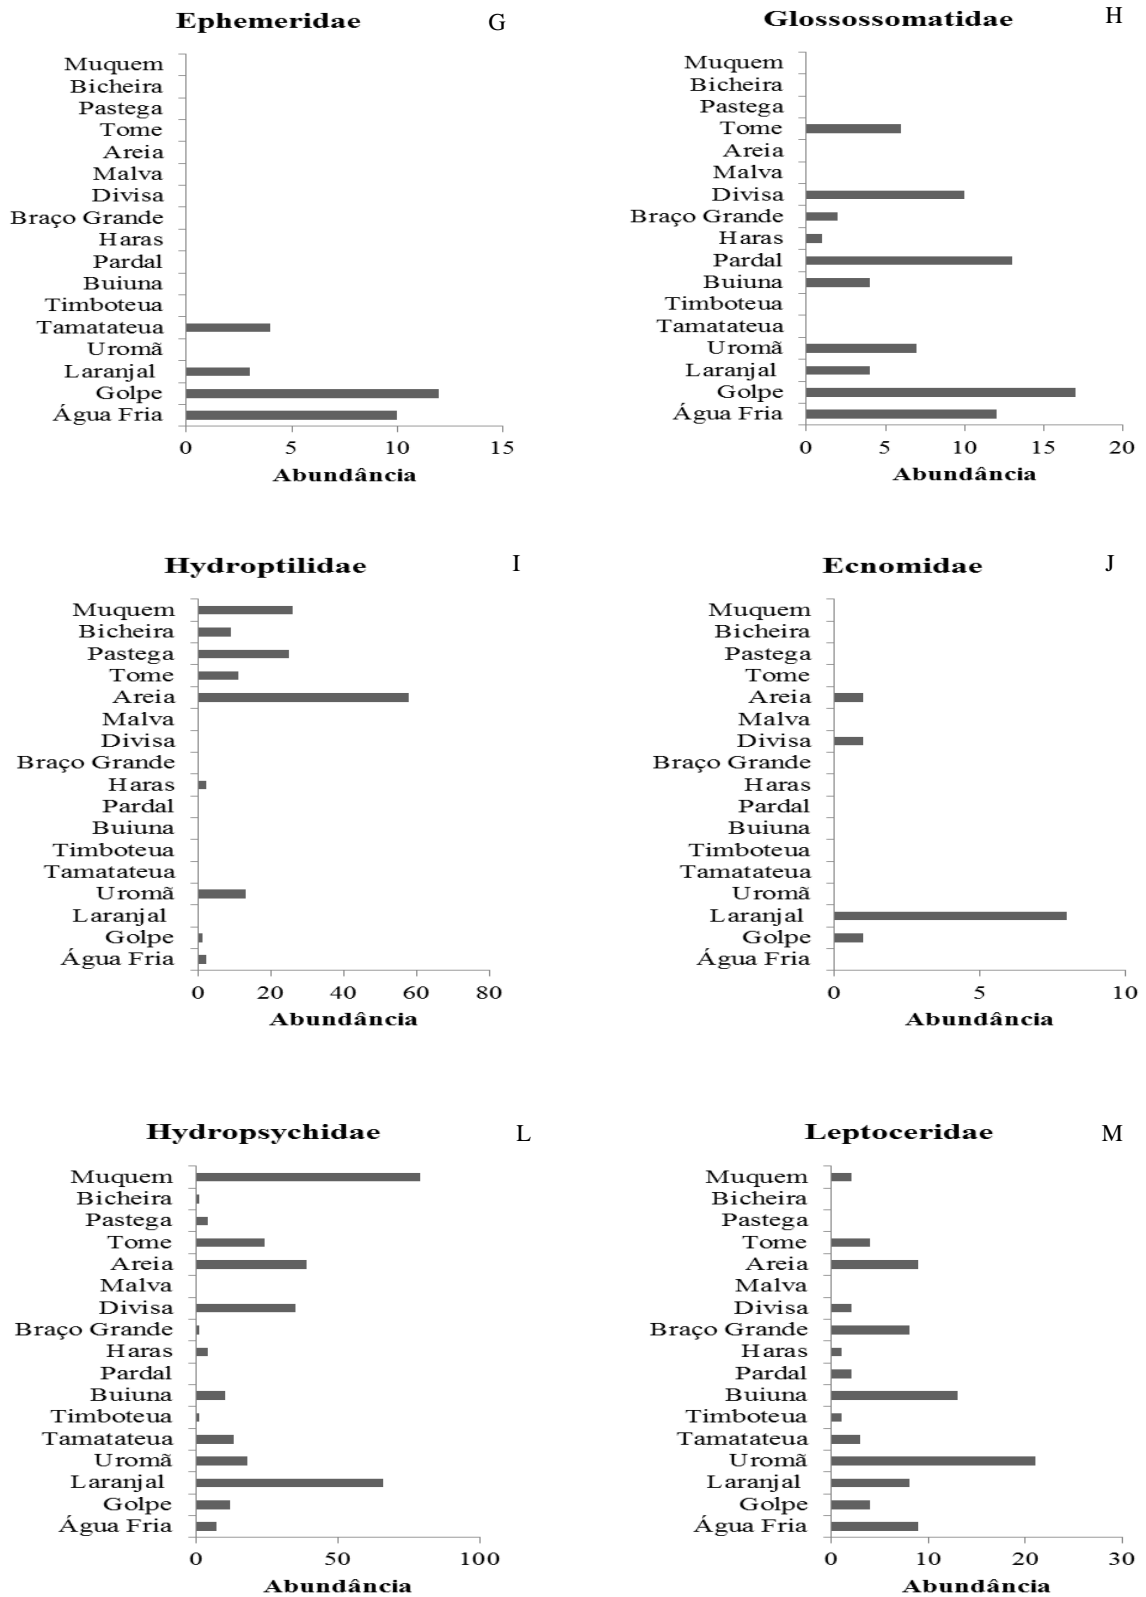 Ephemeridae
G
Muquem
Bicheira
Pastega
Tome
Areia
Malva
Divisa
Braço Grande
Haras
Pardal
Buiuna
Timboteua
Tamatateua
Uromã
Laranjal
Golpe
Água Fria
0 5 10 15
Abundância
Glossossomatidae
H
Muquem
Bicheira
Pastega
Tome
Areia
Malva
Divisa
Braço Grande
Haras
Pardal
Buiuna
Timboteua
Tamatateua
Uromã
Laranjal
Golpe
Água Fria
0 5 10 15 20
Abundância
Hydroptilidae
I
Muquem
Bicheira
Pastega
Tome
Areia
Malva
Divisa
Braço Grande
Haras
Pardal
Buiuna
Timboteua
Tamatateua
Uromã
Laranjal
Golpe
Água Fria
0 20 40 60 80
Abundância
Ecnomidae
J
Muquem
Bicheira
Pastega
Tome
Areia
Malva
Divisa
Braço Grande
Haras
Pardal
Buiuna
Timboteua
Tamatateua
Uromã
Laranjal
Golpe
Água Fria
0 5 10
Abundância
Hydropsychidae
L
Muquem
Bicheira
Pastega
Tome
Areia
Malva
Divisa
Braço Grande
Haras
Pardal
Buiuna
Timboteua
Tamatateua
Uromã
Laranjal
Golpe
Água Fria
0 50 100
Abundância
Leptoceridae
M
Muquem
Bicheira
Pastega
Tome
Areia
Malva
Divisa
Braço Grande
Haras
Pardal
Buiuna
Timboteua
Tamatateua
Uromã
Laranjal
Golpe
Água Fria
0 10 20 30
Abundância